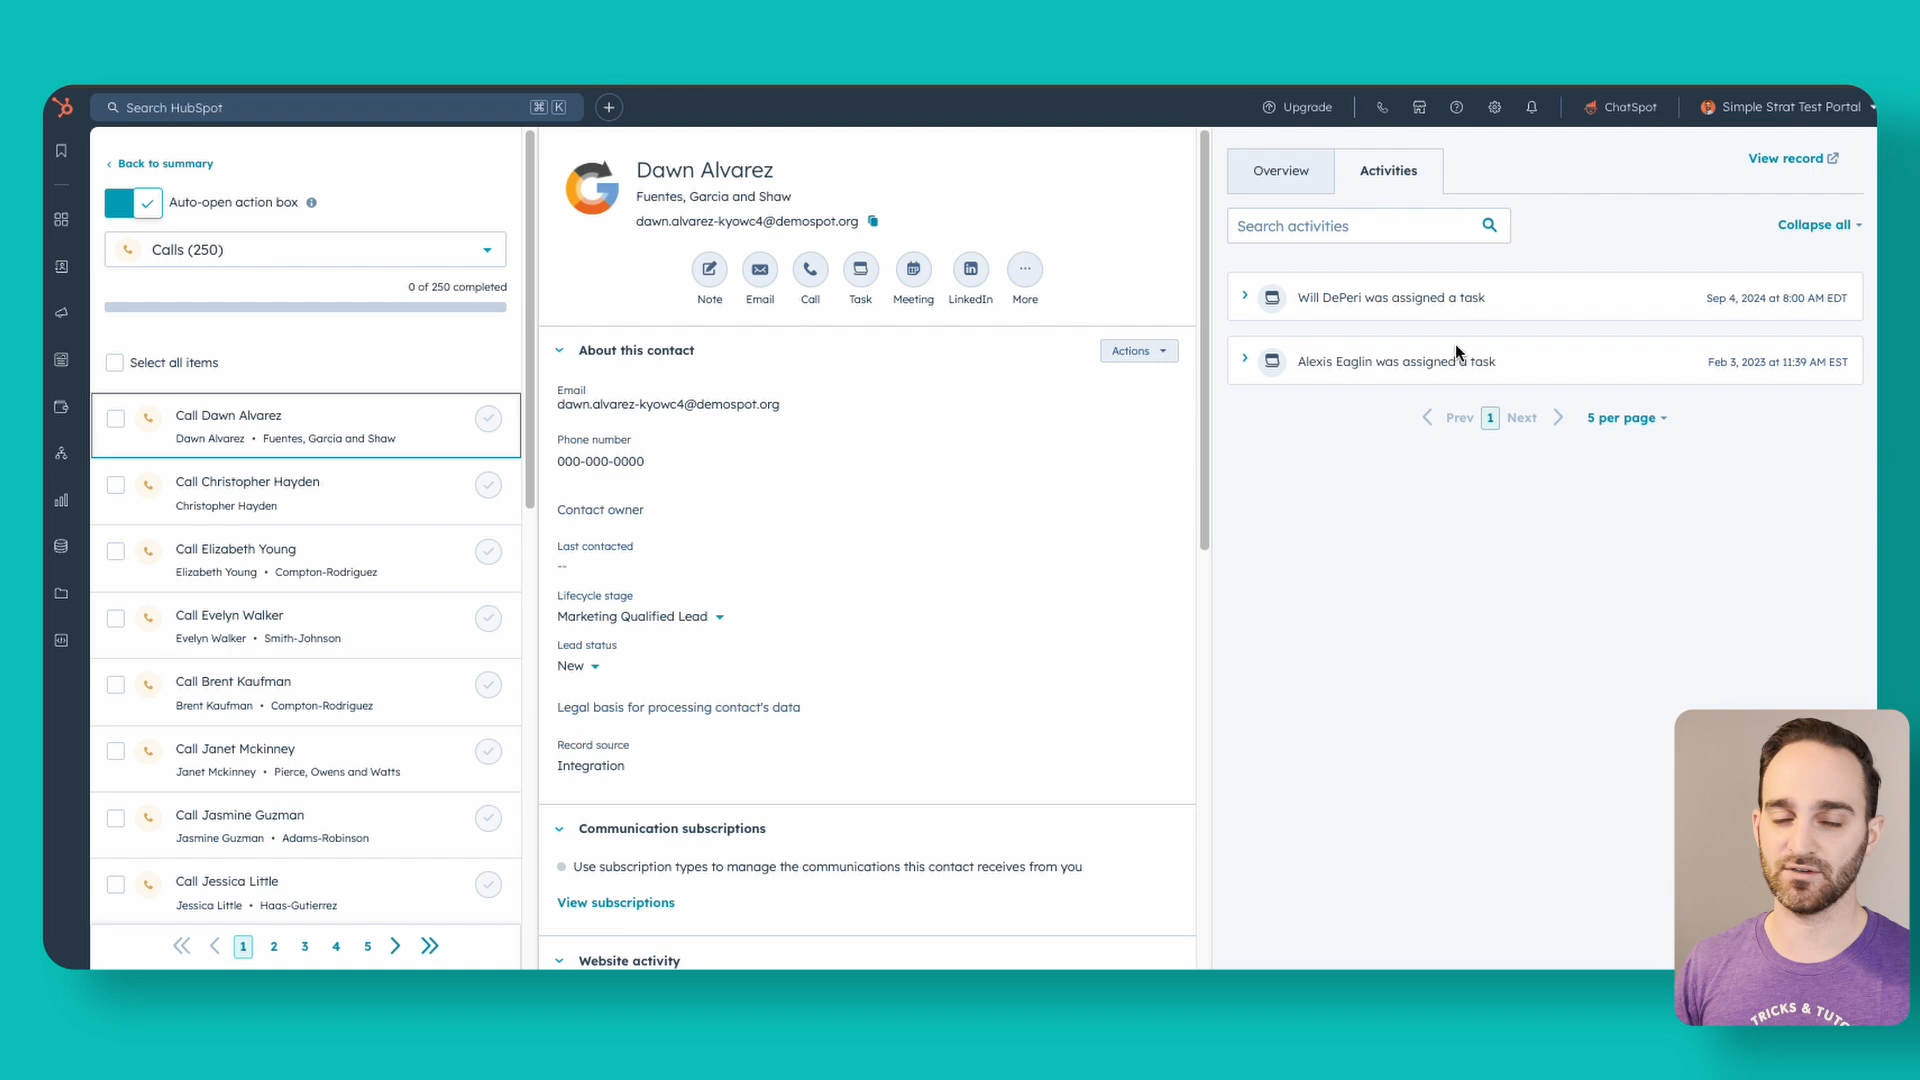 Search HubSpot
⌘ K
Upgrade
ChatSpot
Simple Strat Test Portal
Back to summary
Auto-open action box
Calls (250)
0 of 250 completed
Select all items
Call Dawn Alvarez
Dawn Alvarez • Fuentes, Garcia and Shaw
Call Christopher Hayden
Christopher Hayden
Call Elizabeth Young
Elizabeth Young • Compton-Rodriguez
Call Evelyn Walker
Evelyn Walker • Smith-Johnson
Call Brent Kaufman
Brent Kaufman • Compton-Rodriguez
Call Janet Mckinney
Janet Mckinney • Pierce, Owens and Watts
Call Jasmine Guzman
Jasmine Guzman • Adams-Robinson
Call Jessica Little
Jessica Little • Haas-Gutierrez
1 2 3 4 5
Dawn Alvarez
Fuentes, Garcia and Shaw
dawn.alvarez-kyowc4@demospot.org
Note Email Call Task Meeting LinkedIn More
About this contact
Actions
Email
dawn.alvarez-kyowc4@demospot.org
Phone number
000-000-0000
Contact owner
Last contacted
--
Lifecycle stage
Marketing Qualified Lead
Lead status
New
Legal basis for processing contact's data
Record source
Integration
Communication subscriptions
Use subscription types to manage the communications this contact receives from you
View subscriptions
Website activity
Overview
Activities
View record
Search activities
Collapse all
Will DePeri was assigned a task
Sep 4, 2024 at 8:00 AM EDT
Alexis Eaglin was assigned a task
Feb 3, 2023 at 11:39 AM EST
Prev 1 Next
5 per page
TRICKS & TUTO